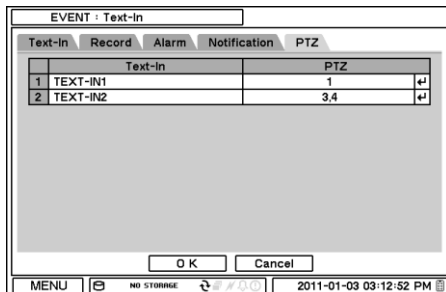 EVENT : Text-In
Text-In Record Alarm Notification PTZ
Text-In PTZ
1 TEXT-IN1 1
2 TEXT-IN2 3,4
OK Cancel
MENU NO STORAGE 2011-01-03 03:12:52 PM